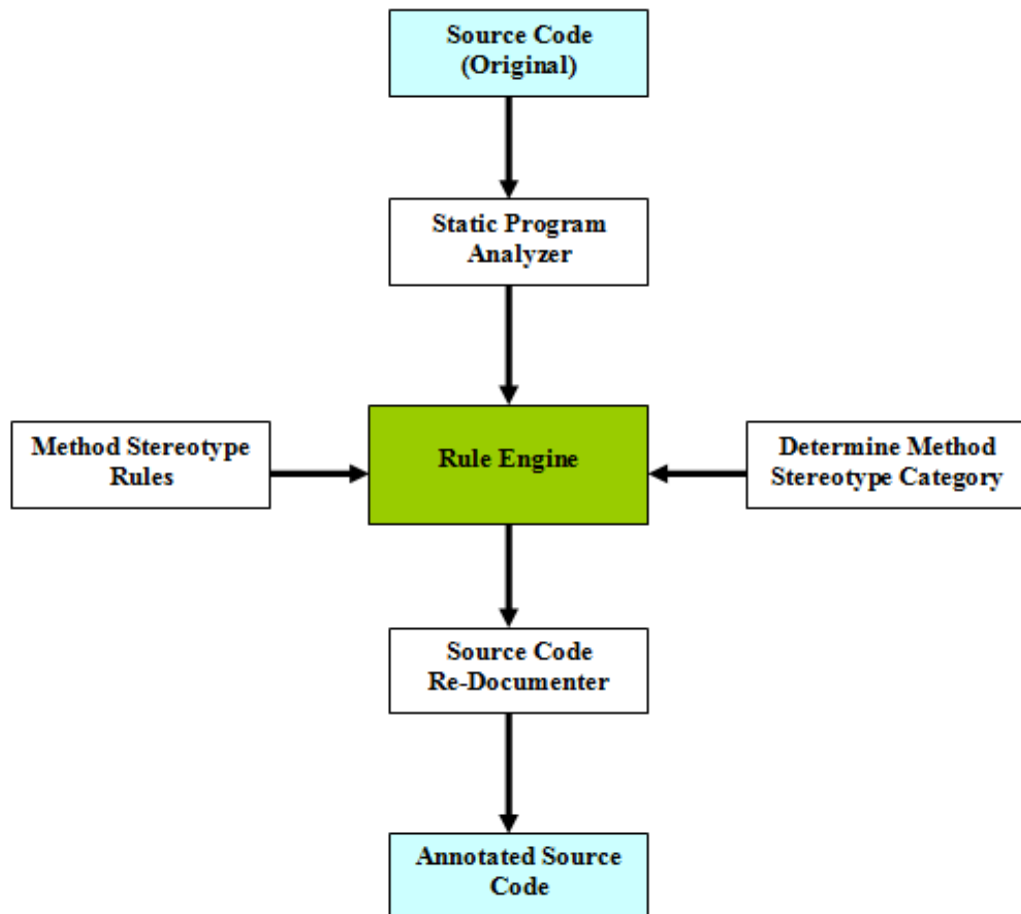 Source Code
(Original)
Static Program
Analyzer
Method Stereotype
Rules
Rule Engine
Determine Method
Stereotype Category
Source Code
Re-Documenter
Annotated Source
Code